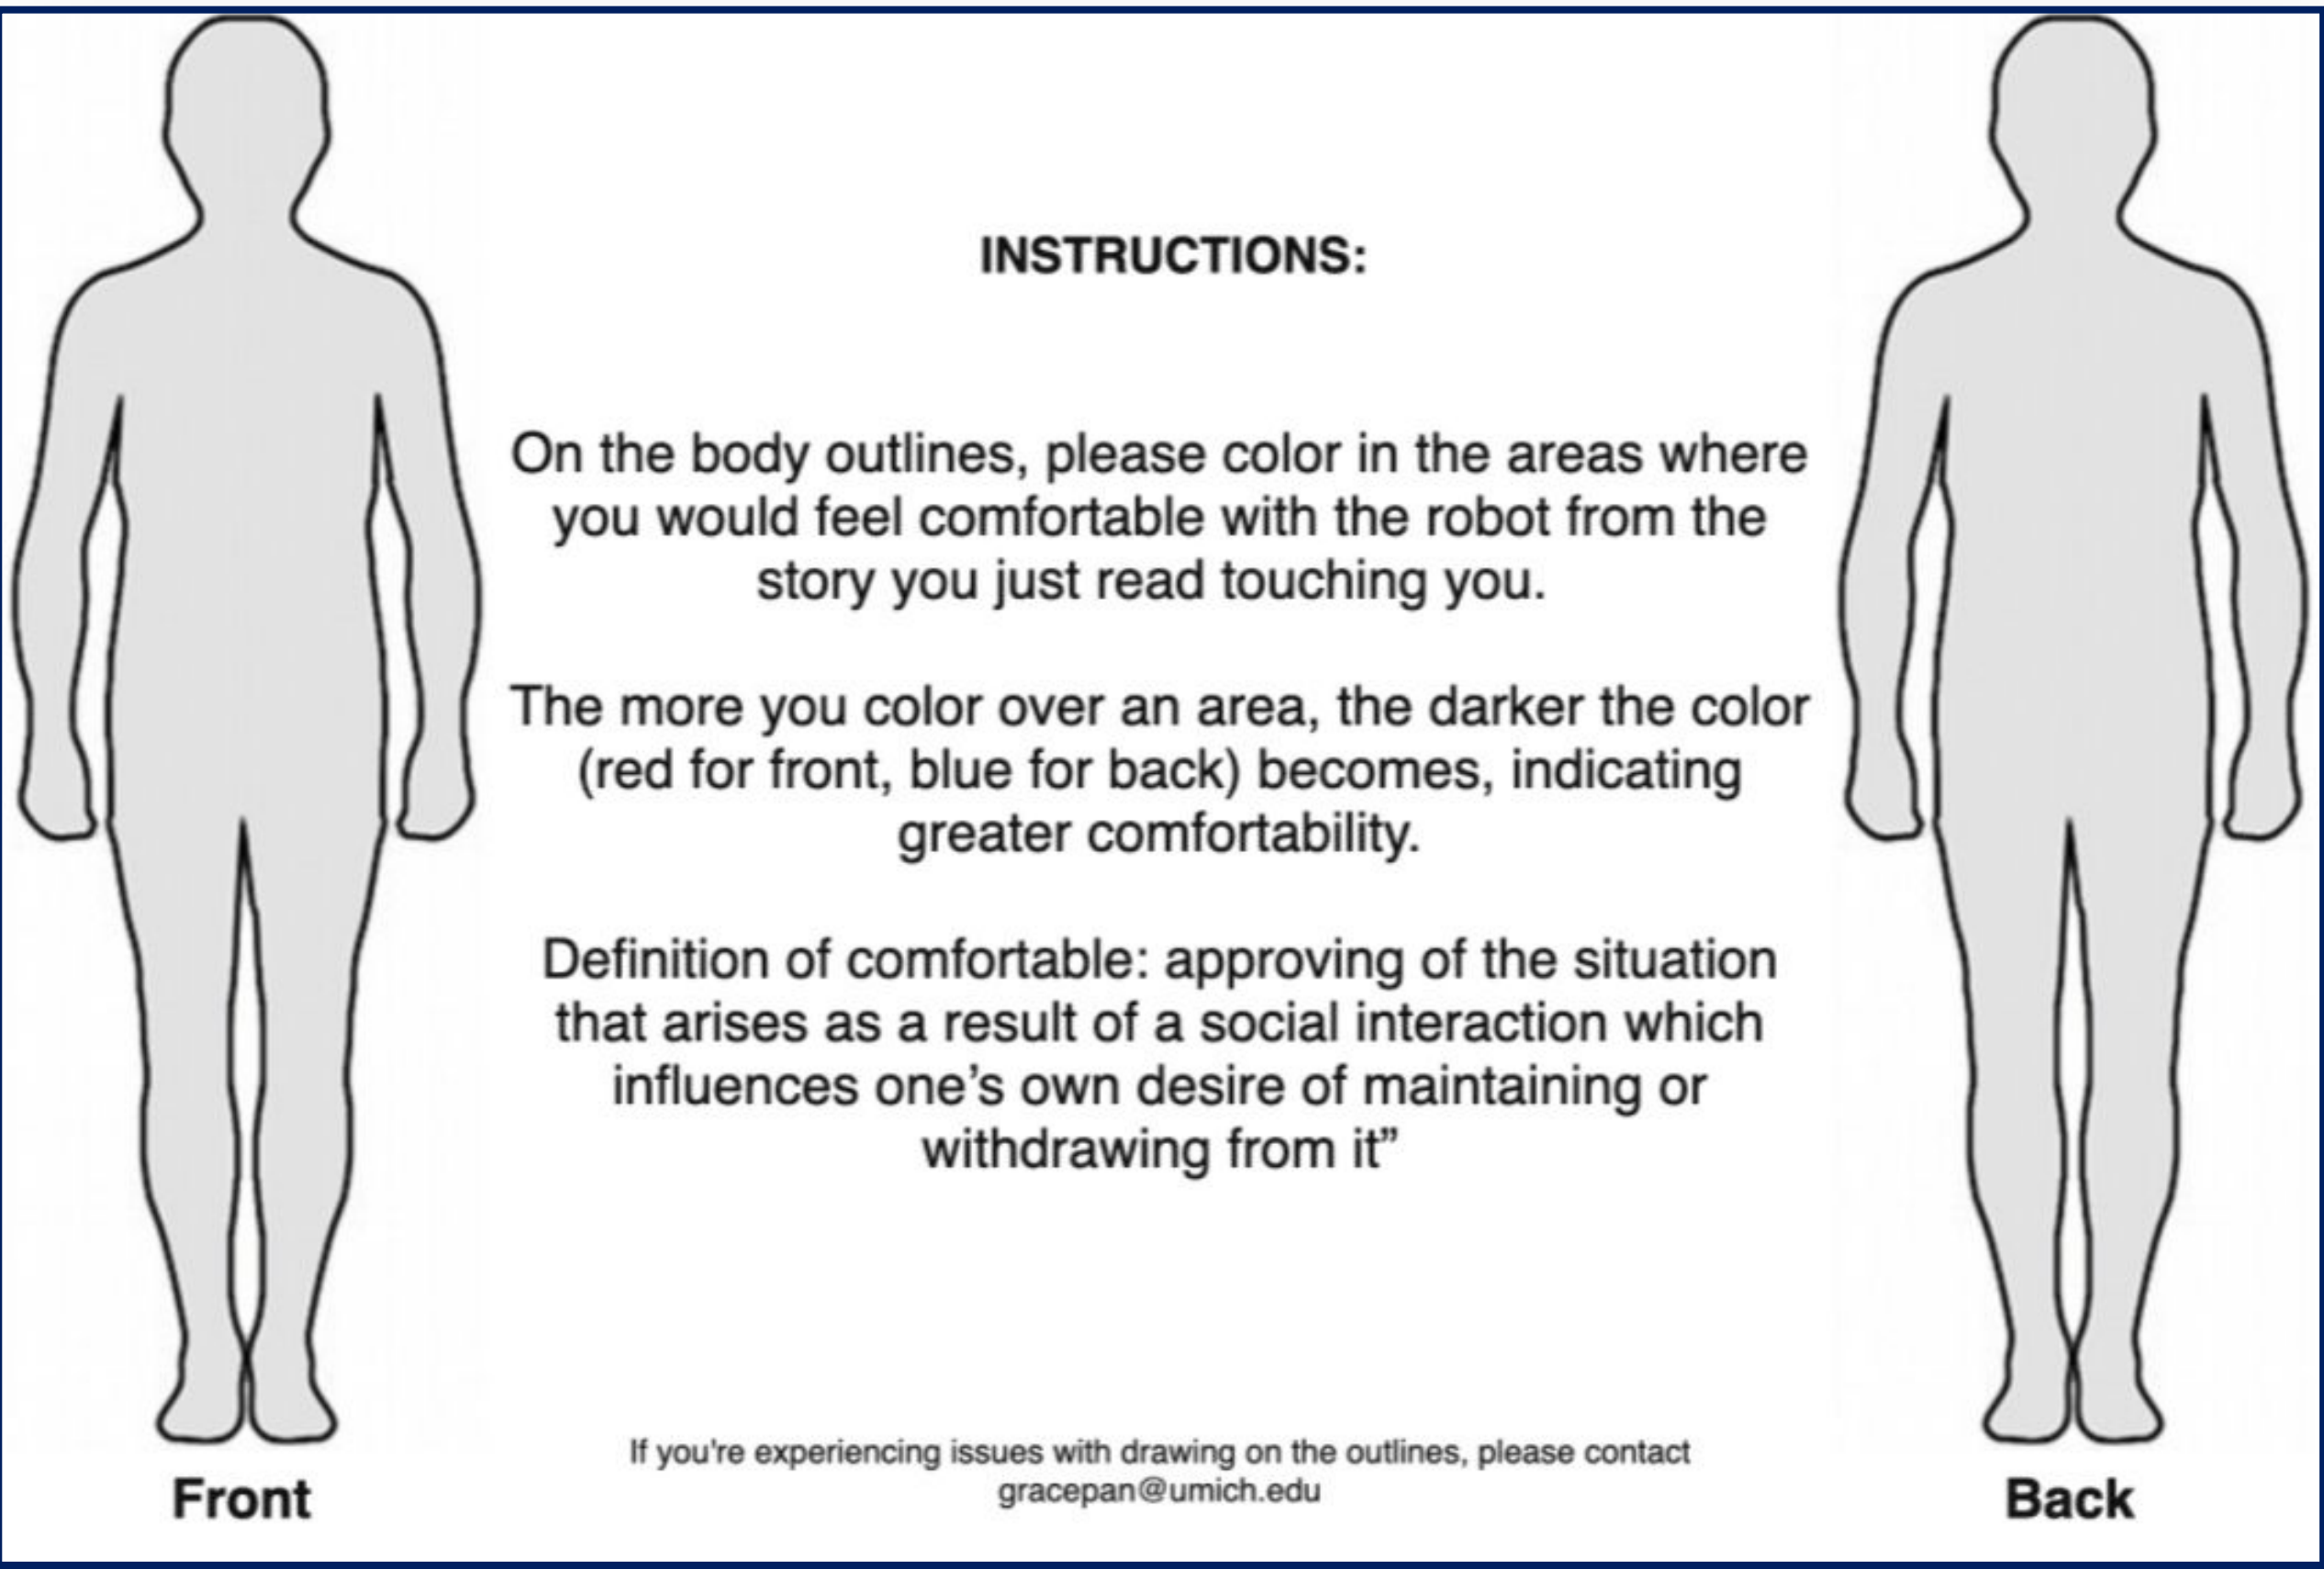 INSTRUCTIONS:
On the body outlines, please color in the areas where
you would feel comfortable with the robot from the
story you just read touching you.
The more you color over an area, the darker the color
(red for front, blue for back) becomes, indicating
greater comfortability.
Definition of comfortable: approving of the situation
that arises as a result of a social interaction which
influences one’s own desire of maintaining or
withdrawing from it”
If you're experiencing issues with drawing on the outlines, please contact
gracepan@umich.edu
Front
Back